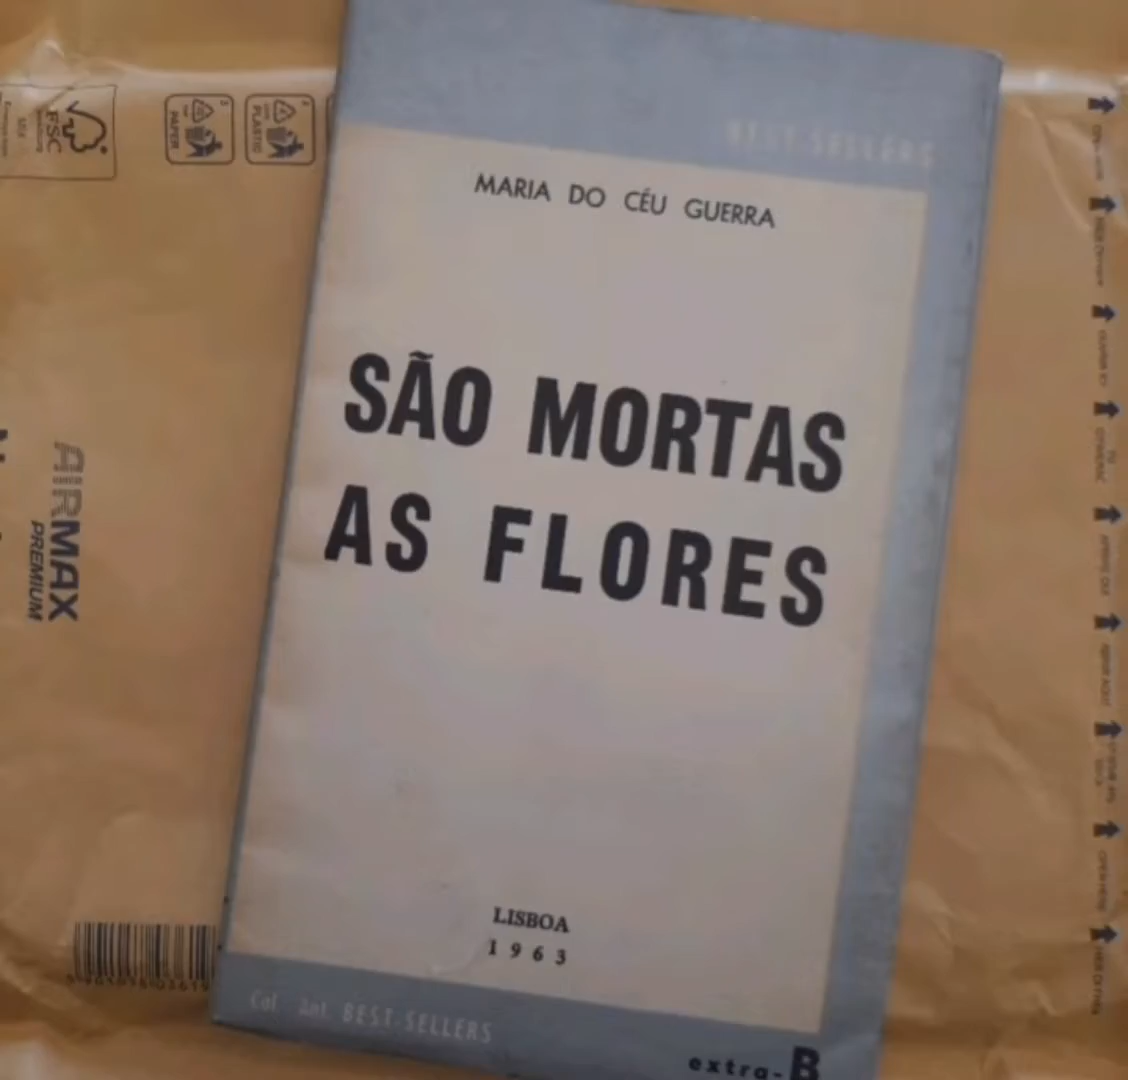 BEST-SELLERS
MARIA DO CÉU GUERRA
SÃO MORTAS
AS FLORES
LISBOA
1963
Col. Ant. BEST-SELLERS
extra-B
FSC
PAPER
PLASTIC
AIRMAX
PREMIUM